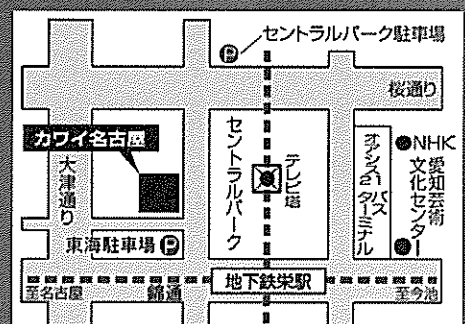 セントラルパーク駐車場
P
桜通り
カワイ名古屋
大津通り
セントラルパーク
テレビ塔
オアシス21
バスターミナル
NHK
愛知芸術
文化センター
東海駐車場 P
地下鉄栄駅
至名古屋
錦通
至今池